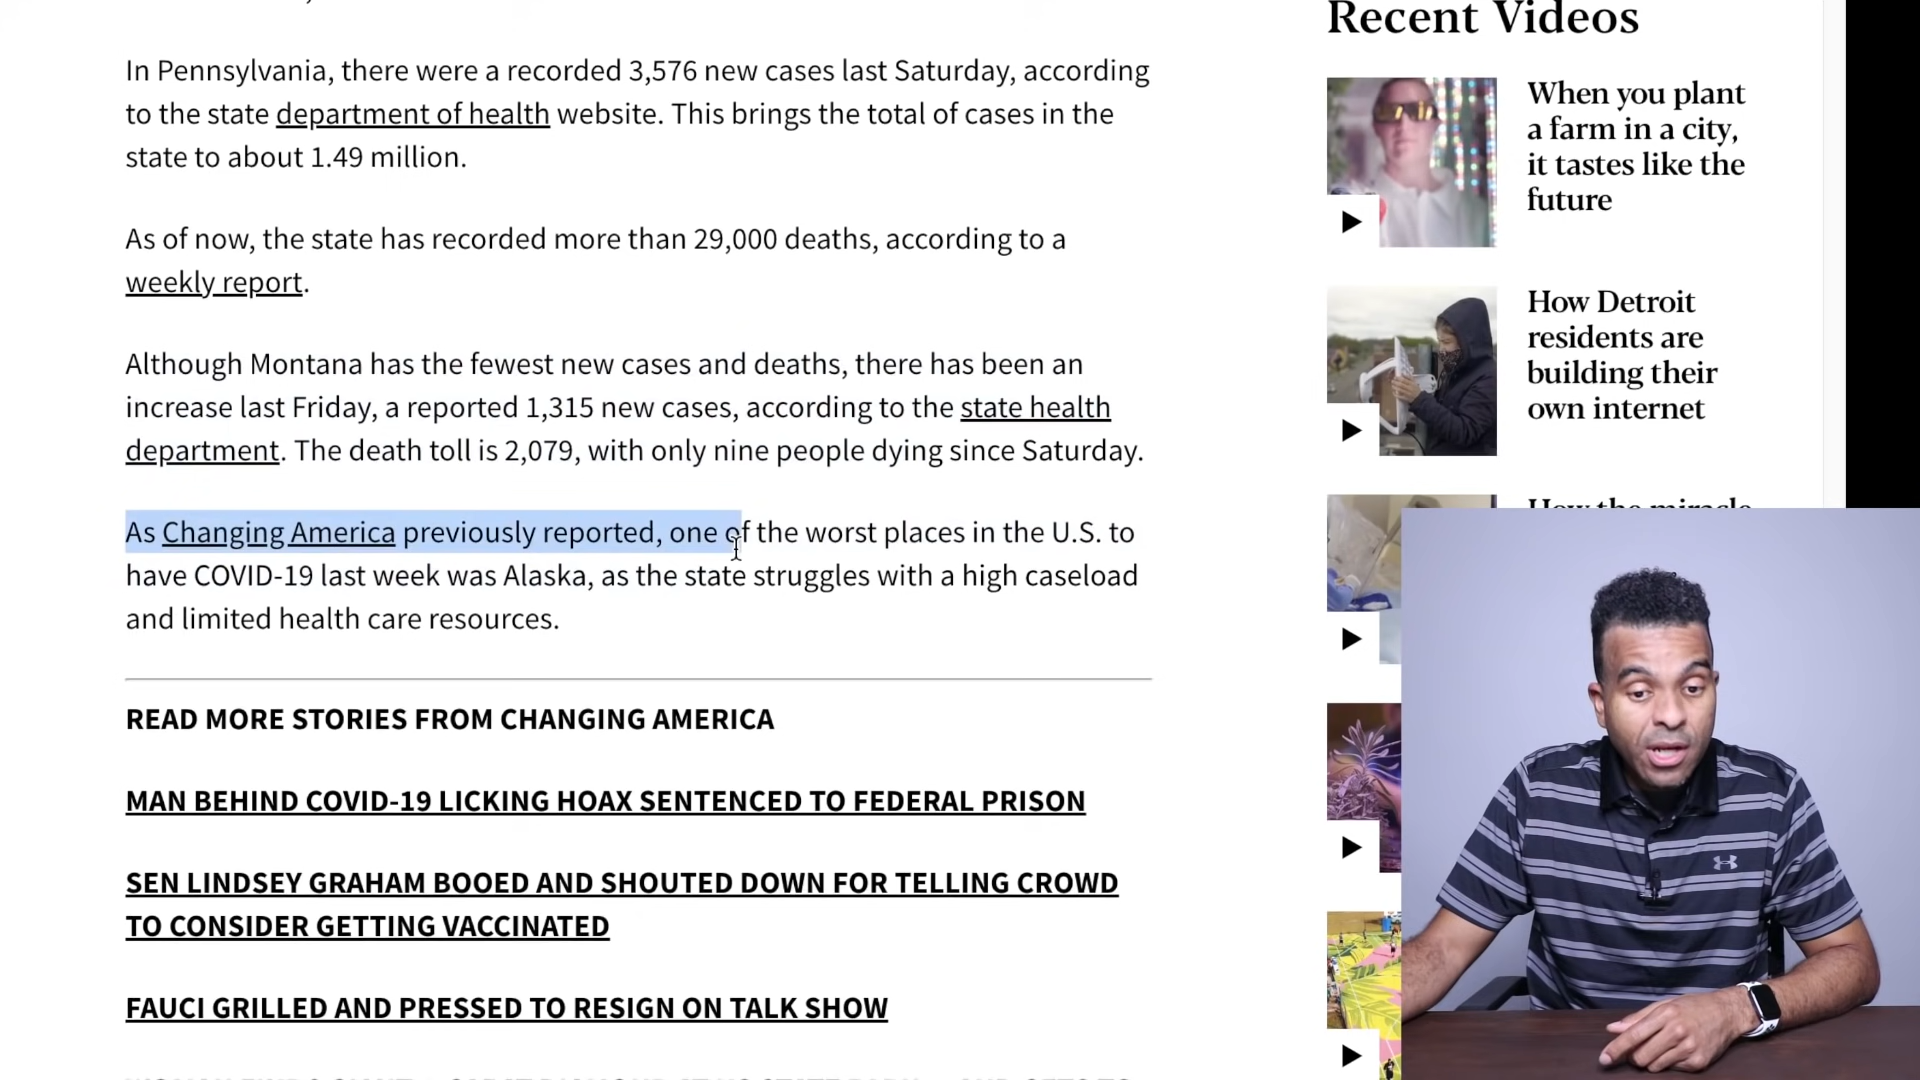 In Pennsylvania, there were a recorded 3,576 new cases last Saturday, according
to the state department of health website. This brings the total of cases in the
state to about 1.49 million.
As of now, the state has recorded more than 29,000 deaths, according to a
weekly report.
Although Montana has the fewest new cases and deaths, there has been an
increase last Friday, a reported 1,315 new cases, according to the state health
department. The death toll is 2,079, with only nine people dying since Saturday.
As Changing America previously reported, one of the worst places in the U.S. to
have COVID-19 last week was Alaska, as the state struggles with a high caseload
and limited health care resources.
READ MORE STORIES FROM CHANGING AMERICA
MAN BEHIND COVID-19 LICKING HOAX SENTENCED TO FEDERAL PRISON
SEN LINDSEY GRAHAM BOOED AND SHOUTED DOWN FOR TELLING CROWD
TO CONSIDER GETTING VACCINATED
FAUCI GRILLED AND PRESSED TO RESIGN ON TALK SHOW
Recent Videos
When you plant
a farm in a city,
it tastes like the
future
How Detroit
residents are
building their
own internet
How the miracle